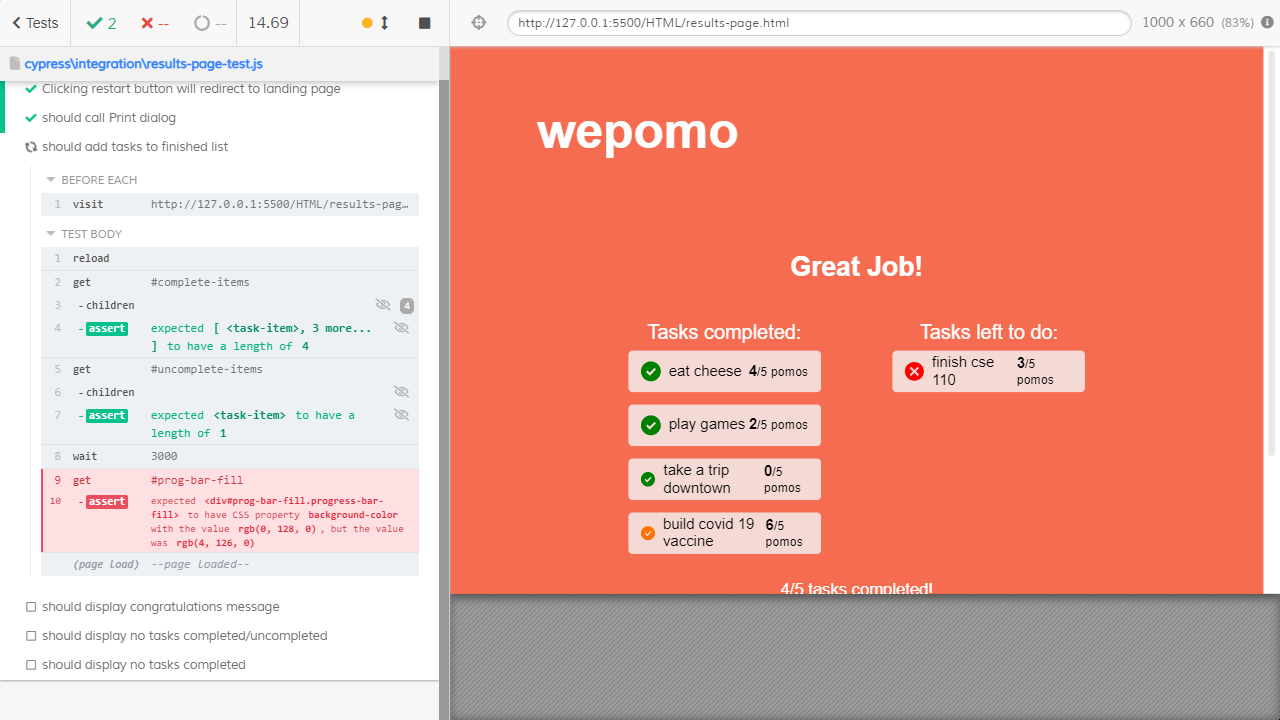 Tests
2
--
--
14.69
http://127.0.0.1:5500/HTML/results-page.html
1000 x 660 (83%)
cypress\integration\results-page-test.js
Clicking restart button will redirect to landing page
should call Print dialog
should add tasks to finished list
BEFORE EACH
1 visit http://127.0.0.1:5500/HTML/results-pag…
TEST BODY
1 reload
2 get #complete-items
3 -children 4
4 -assert expected [ <task-item>, 3 more...
] to have a length of 4
5 get #uncomplete-items
6 -children
7 -assert expected <task-item> to have a
length of 1
8 wait 3000
9 get #prog-bar-fill
10 -assert expected <div#prog-bar-fill.progress-bar-
fill> to have CSS property background-color
with the value rgb(0, 128, 0), but the value
was rgb(4, 126, 0)
(page load) --page loaded--
should display congratulations message
should display no tasks completed/uncompleted
should display no tasks completed
wepomo
Great Job!
Tasks completed:
eat cheese 4/5 pomos
play games 2/5 pomos
take a trip
downtown
0/5
pomos
build covid 19
vaccine
6/5
pomos
Tasks left to do:
finish cse
110
3/5
pomos
4/5 tasks completed!